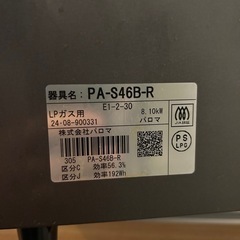 器具名：PA-S46B-R
E1-2-30
LPガス用 8.10kW
24-08-900331
株式会社パロマ パロマ
305 PA-S46B-R
区分C 効率56.3%
区分J 効率192Wh
PS
LPG